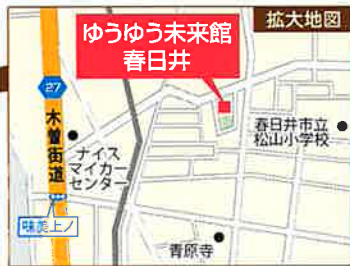 拡大地図
ゆうゆう未来館
春日井
27
木曽街道
ナイス
マイカー
センター
春日井市立
松山小学校
味美上ノ
青原寺